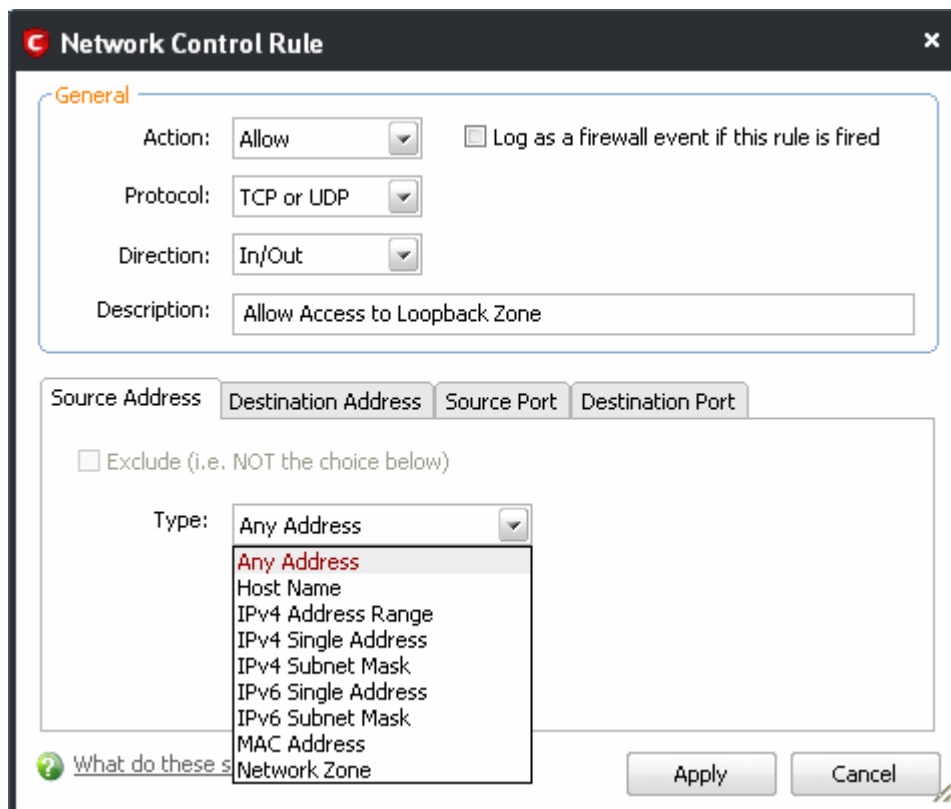 Network Control Rule
General
Action: Allow Log as a firewall event if this rule is fired
Protocol: TCP or UDP
Direction: In/Out
Description: Allow Access to Loopback Zone
Source Address Destination Address Source Port Destination Port
Exclude (i.e. NOT the choice below)
Type: Any Address
Any Address
Host Name
IPv4 Address Range
IPv4 Single Address
IPv4 Subnet Mask
IPv6 Single Address
IPv6 Subnet Mask
MAC Address
Network Zone
What do these
Apply Cancel